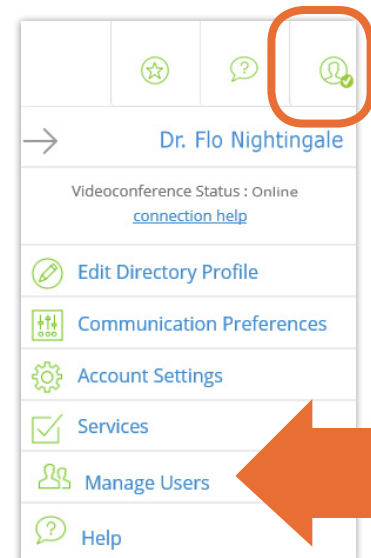 Dr. Flo Nightingale
Videoconference Status : Online
connection help
Edit Directory Profile
Communication Preferences
Account Settings
Services
Manage Users
Help